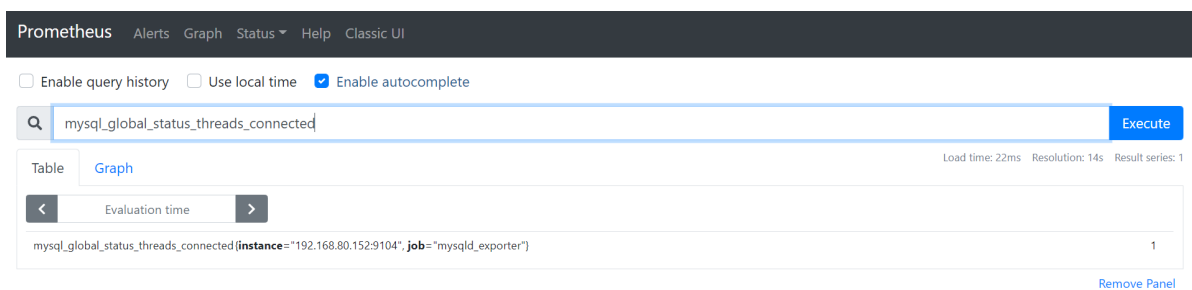 Prometheus Alerts Graph Status Help Classic UI
Enable query history Use local time Enable autocomplete
mysql_global_status_threads_connected Execute
Table Graph Load time: 22ms Resolution: 14s Result series: 1
Evaluation time
mysql_global_status_threads_connected{instance="192.168.80.152:9104", job="mysqld_exporter"} 1
Remove Panel